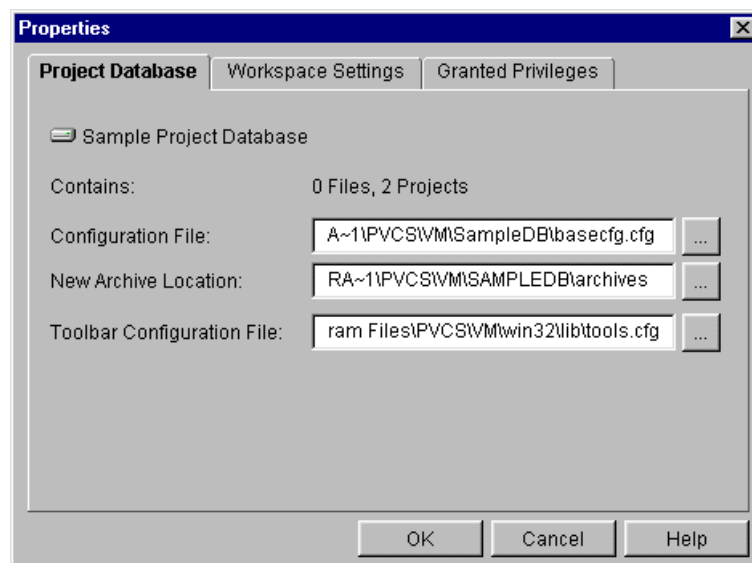 Properties
Project Database Workspace Settings Granted Privileges
Sample Project Database
Contains: 0 Files, 2 Projects
Configuration File: A~1\PVCS\VM\SampleDB\basecfg.cfg ...
New Archive Location: RA~1\PVCS\VM\SAMPLEDB\archives ...
Toolbar Configuration File: ram Files\PVCS\VM\win32\lib\tools.cfg ...
OK Cancel Help